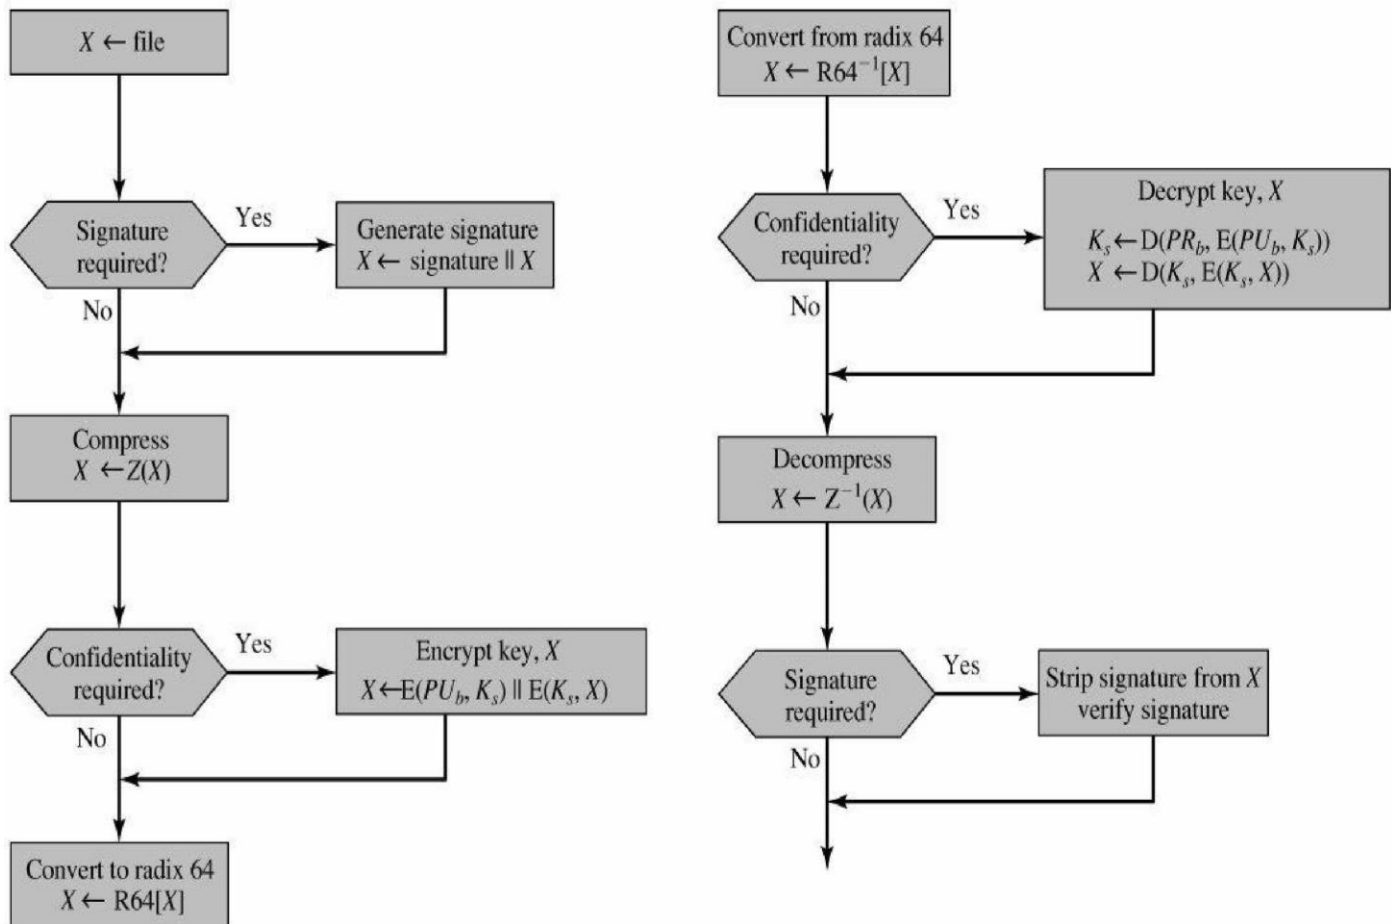 X ← file
Signature
required?
Yes
Generate signature
X ← signature || X
No
Compress
X ← Z(X)
Confidentiality
required?
Yes
Encrypt key, X
X ← E(PU_b, K_s) || E(K_s, X)
No
Convert to radix 64
X ← R64[X]
Convert from radix 64
X ← R64⁻¹[X]
Confidentiality
required?
Yes
Decrypt key, X
K_s ← D(PR_b, E(PU_b, K_s))
X ← D(K_s, E(K_s, X))
No
Decompress
X ← Z⁻¹(X)
Signature
required?
Yes
Strip signature from X
verify signature
No